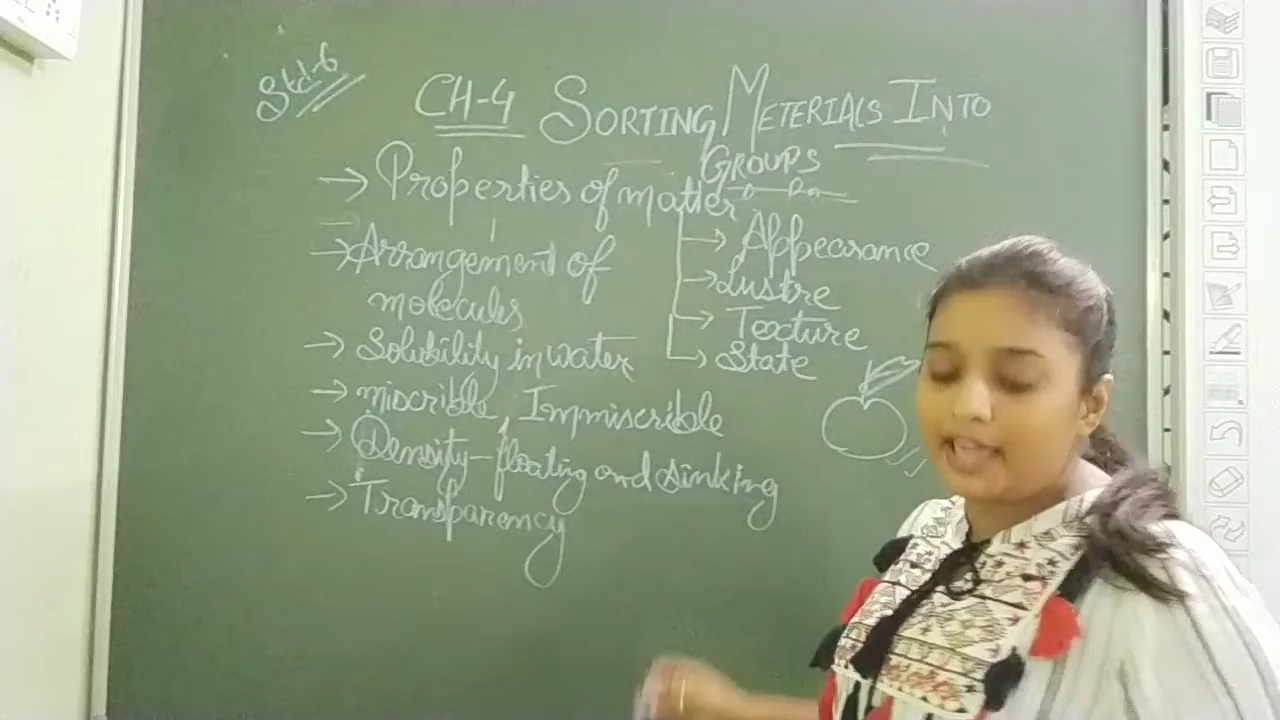 Std-6
CH-4 SORTING METERIALS INTO
GROUPS
→ Properties of matter
→ Appearance
→ Lustre
→ Texture
→ State
→ Arrangement of
molecules
→ Solubility in water
→ miscrible, Immiscrible
→ Density - floating and sinking
→ Transparency